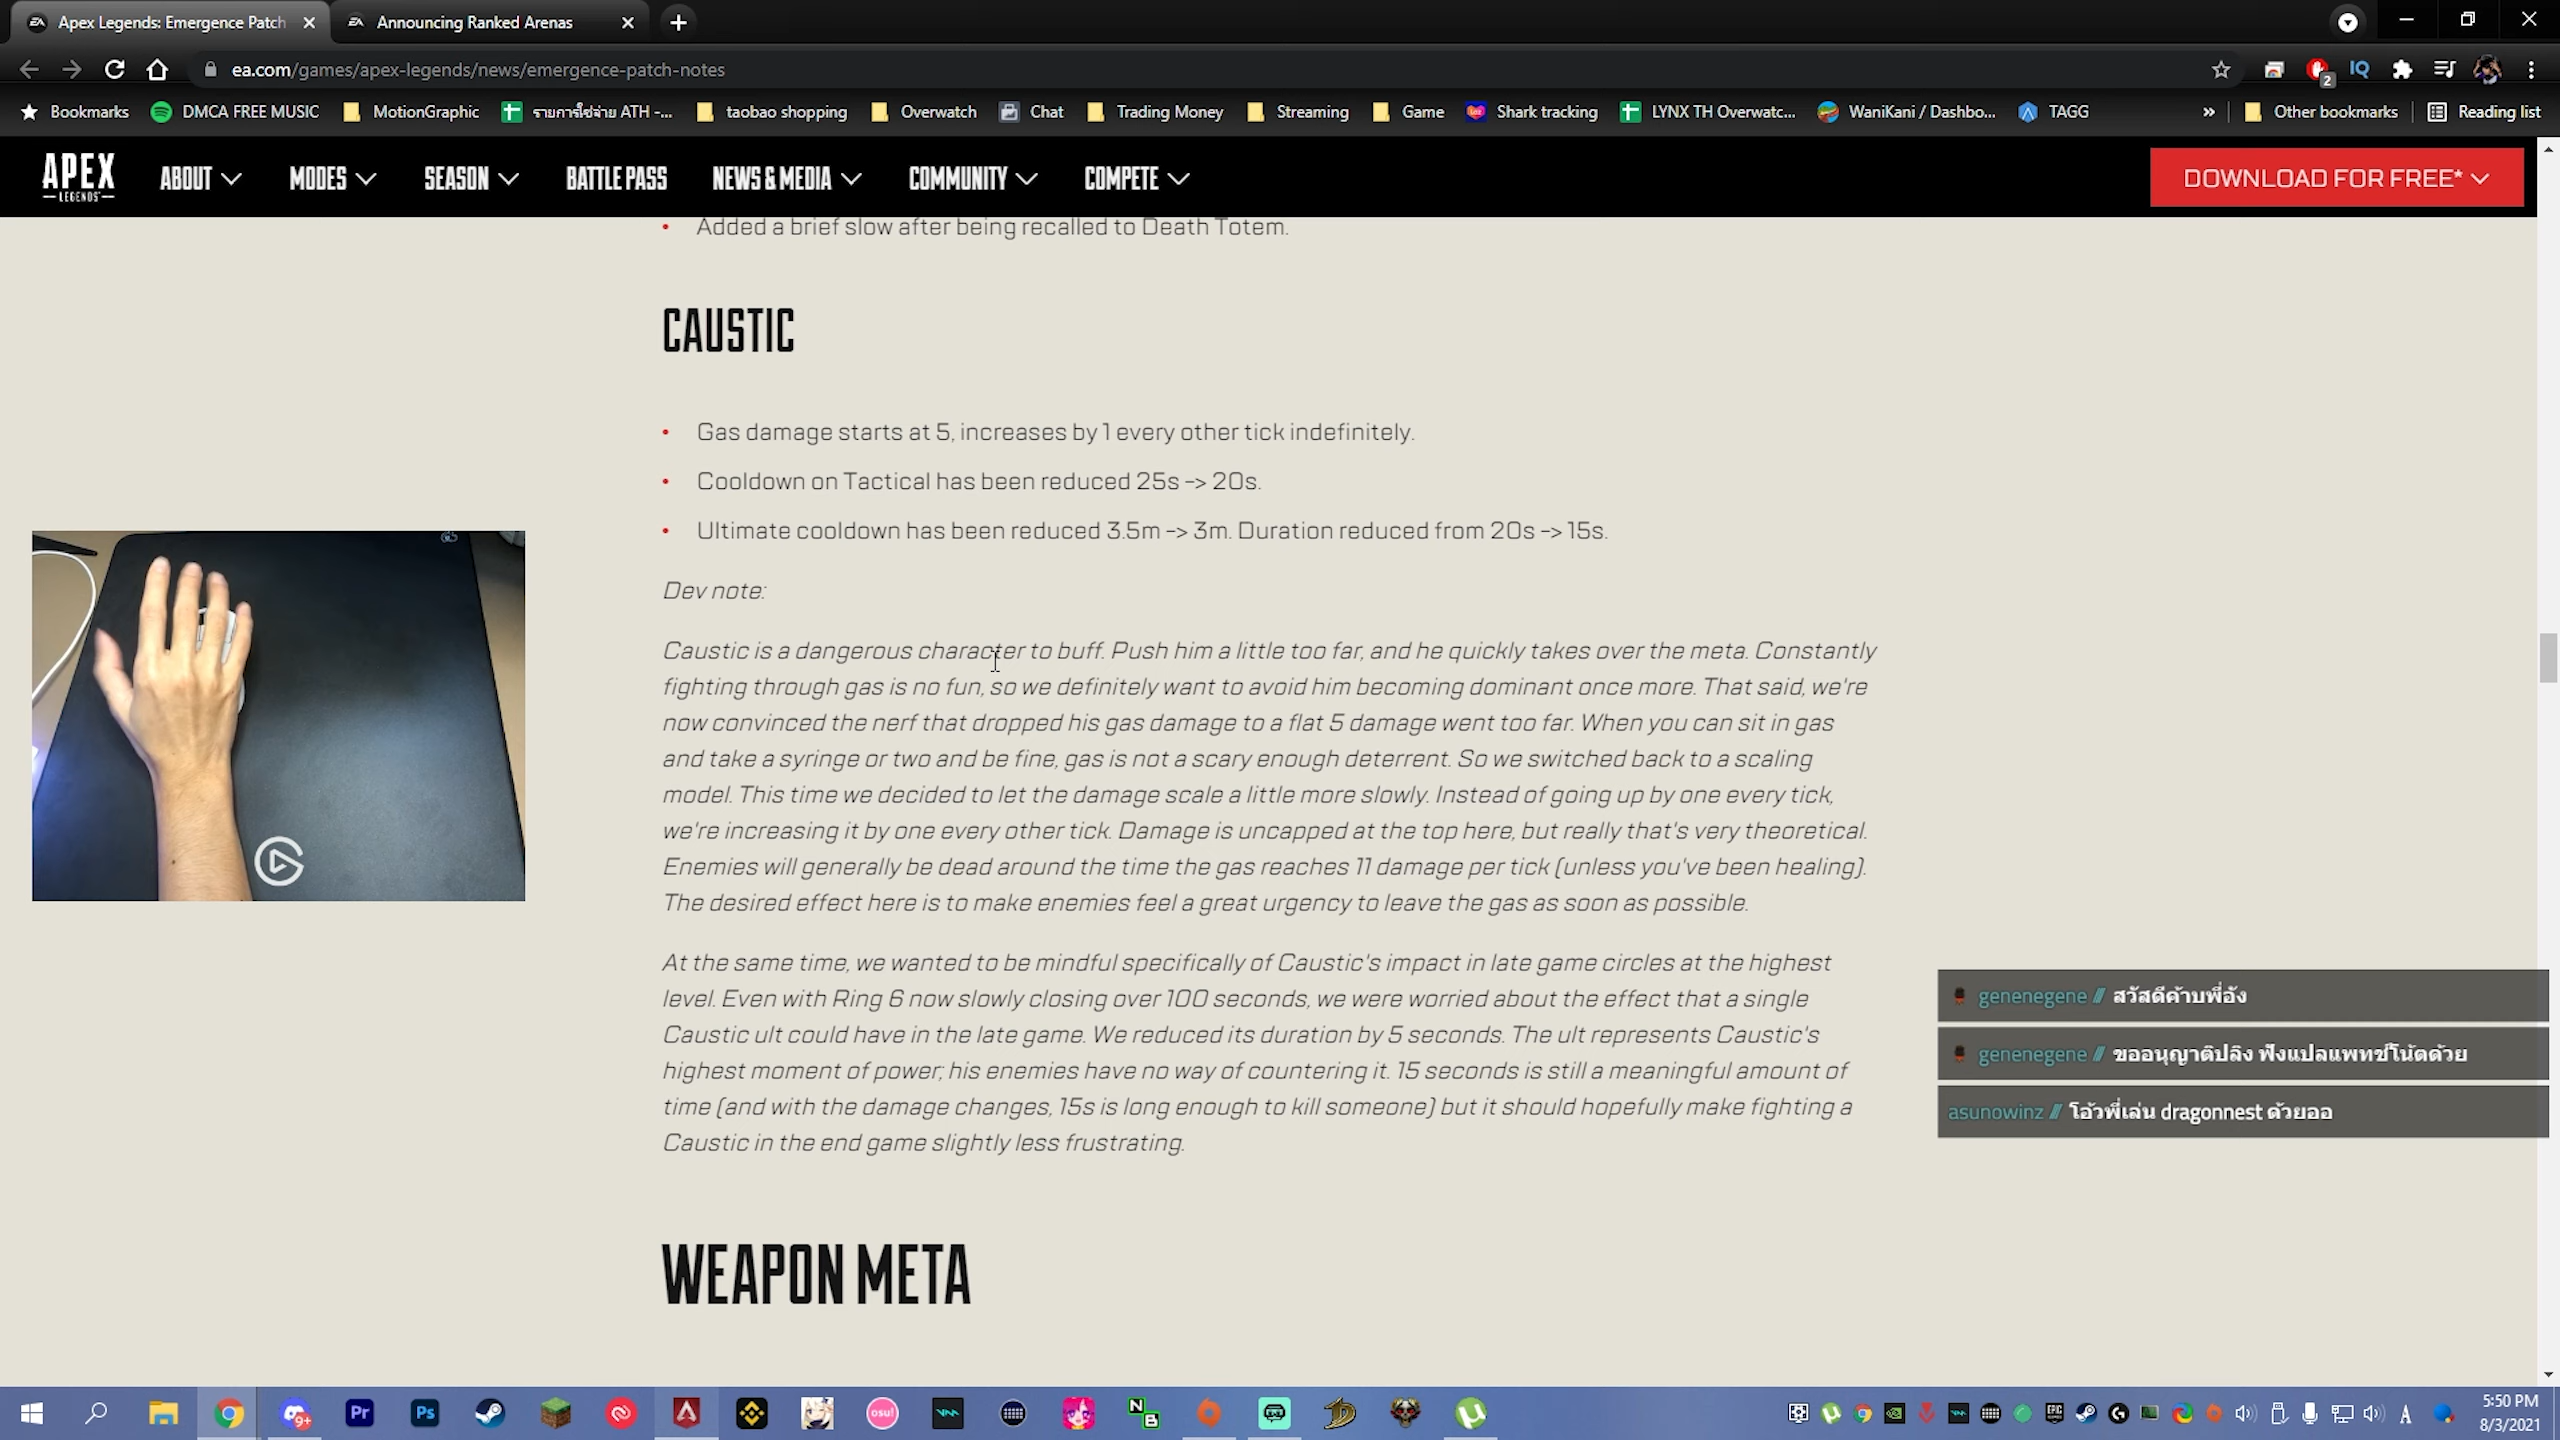 Apex Legends: Emergence Patch
Announcing Ranked Arenas
ea.com/games/apex-legends/news/emergence-patch-notes
2
IQ
Bookmarks
DMCA FREE MUSIC
MotionGraphic
รายการใช่จ่าย ATH -...
taobao shopping
Overwatch
Chat
Trading Money
Streaming
Game
Shark tracking
LYNX TH Overwatc...
WaniKani / Dashbo...
TAGG
»
Other bookmarks
Reading list
APEX
LEGENDS
ABOUT
MODES
SEASON
BATTLE PASS
NEWS & MEDIA
COMMUNITY
COMPETE
DOWNLOAD FOR FREE*
• Added a brief slow after being recalled to Death Totem.
CAUSTIC
• Gas damage starts at 5, increases by 1 every other tick indefinitely.
• Cooldown on Tactical has been reduced 25s -> 20s.
• Ultimate cooldown has been reduced 3.5m -> 3m. Duration reduced from 20s -> 15s.
Dev note:
Caustic is a dangerous character to buff. Push him a little too far, and he quickly takes over the meta. Constantly
fighting through gas is no fun, so we definitely want to avoid him becoming dominant once more. That said, we're
now convinced the nerf that dropped his gas damage to a flat 5 damage went too far. When you can sit in gas
and take a syringe or two and be fine, gas is not a scary enough deterrent. So we switched back to a scaling
model. This time we decided to let the damage scale a little more slowly. Instead of going up by one every tick,
we're increasing it by one every other tick. Damage is uncapped at the top here, but really that's very theoretical.
Enemies will generally be dead around the time the gas reaches 11 damage per tick (unless you've been healing).
The desired effect here is to make enemies feel a great urgency to leave the gas as soon as possible.
At the same time, we wanted to be mindful specifically of Caustic's impact in late game circles at the highest
level. Even with Ring 6 now slowly closing over 100 seconds, we were worried about the effect that a single
Caustic ult could have in the late game. We reduced its duration by 5 seconds. The ult represents Caustic's
highest moment of power; his enemies have no way of countering it. 15 seconds is still a meaningful amount of
time (and with the damage changes, 15s is long enough to kill someone) but it should hopefully make fighting a
Caustic in the end game slightly less frustrating.
WEAPON META
genenegene // สวัสดีค้าบพี่อัง
genenegene // ขออนุญาติปลิง ฟังแปลแพทช์โน้ตด้วย
asunowinz // โอ้วพี่เล่น dragonnest ด้วยออ
9+
Pr
Ps
osu!
N
B
A
5:50 PM
8/3/2021